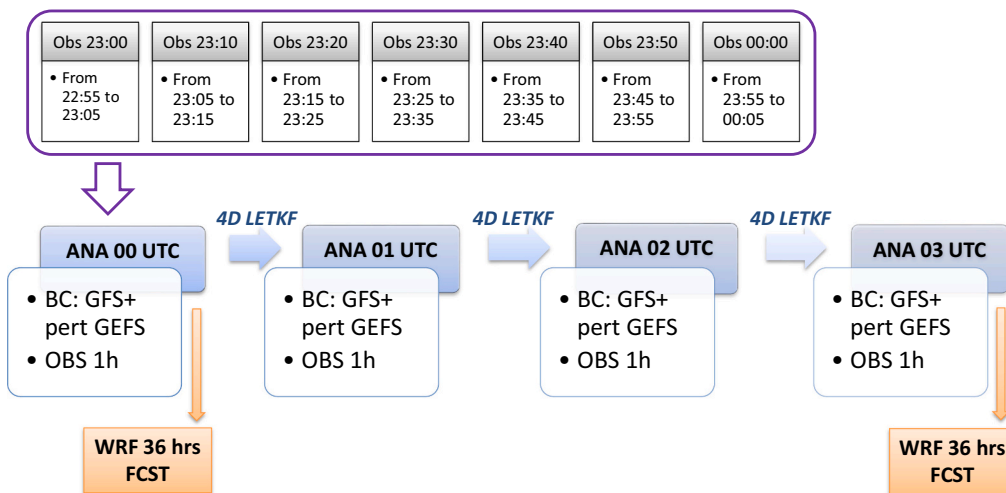 Obs 23:00
• From
22:55 to
23:05
Obs 23:10
• From
23:05 to
23:15
Obs 23:20
• From
23:15 to
23:25
Obs 23:30
• From
23:25 to
23:35
Obs 23:40
• From
23:35 to
23:45
Obs 23:50
• From
23:45 to
23:55
Obs 00:00
• From
23:55 to
00:05
4D LETKF
4D LETKF
4D LETKF
ANA 00 UTC
• BC: GFS+
pert GEFS
• OBS 1h
ANA 01 UTC
• BC: GFS+
pert GEFS
• OBS 1h
ANA 02 UTC
• BC: GFS+
pert GEFS
• OBS 1h
ANA 03 UTC
• BC: GFS+
pert GEFS
• OBS 1h
WRF 36 hrs
FCST
WRF 36 hrs
FCST